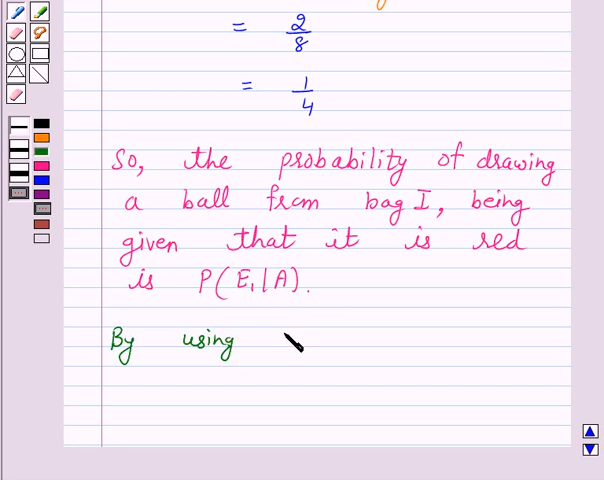 = 2/8
= 1/4
So, the probability of drawing
a ball from bag I, being
given that it is red
is P(E₁|A).
By using